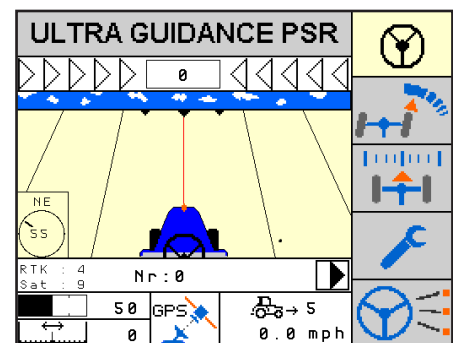 ULTRA GUIDANCE PSR
0
NE
SS
RTK : 4
Sat : 9
Nr:0
50
GPS
5
0
0.0 mph